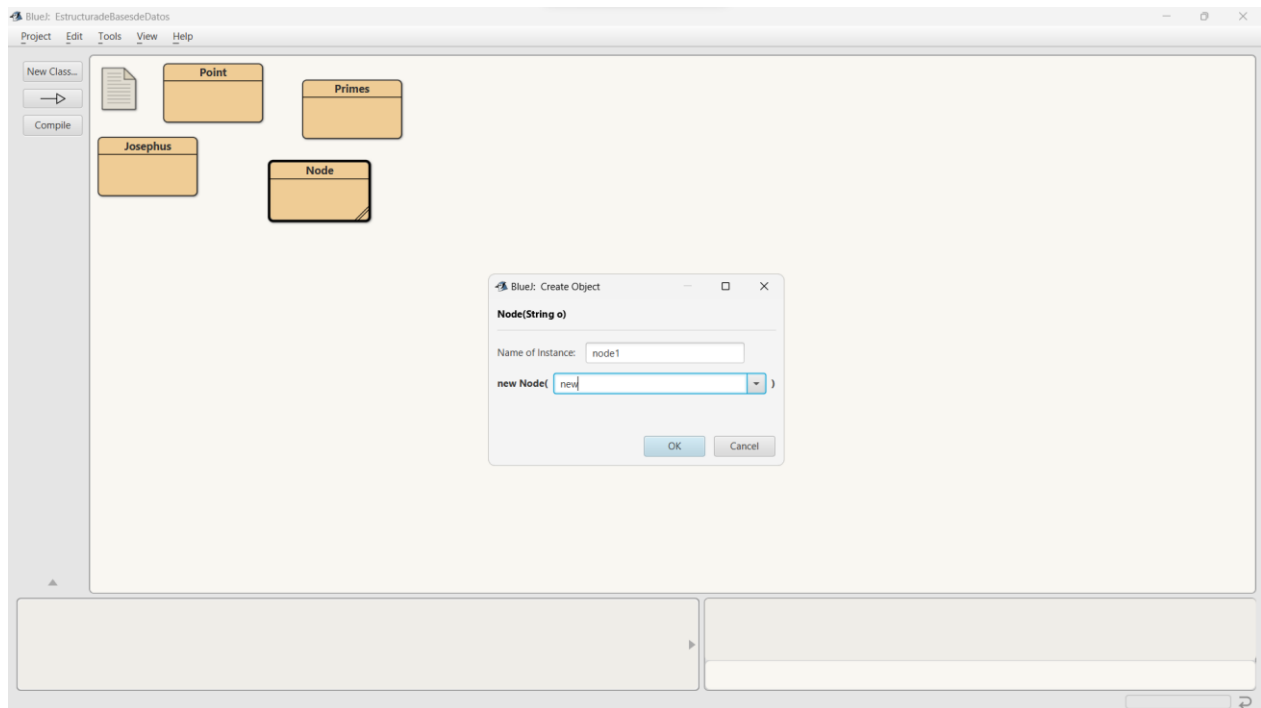 BlueJ: EstructuradeBasesdeDatos
Project Edit Tools View Help
New Class...
Compile
Point
Primes
Josephus
Node
BlueJ: Create Object
Node(String o)
Name of Instance: node1
new Node( new )
OK Cancel